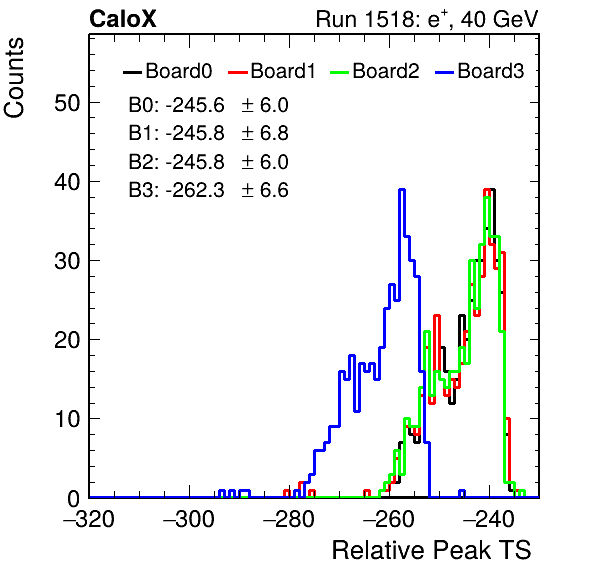 CaloX Run 1518: e⁺, 40 GeV
Counts
Board0 Board1 Board2 Board3
B0: -245.6 ± 6.0
B1: -245.8 ± 6.8
B2: -245.8 ± 6.0
B3: -262.3 ± 6.6
50
40
30
20
10
0
−320 −300 −280 −260 −240
Relative Peak TS